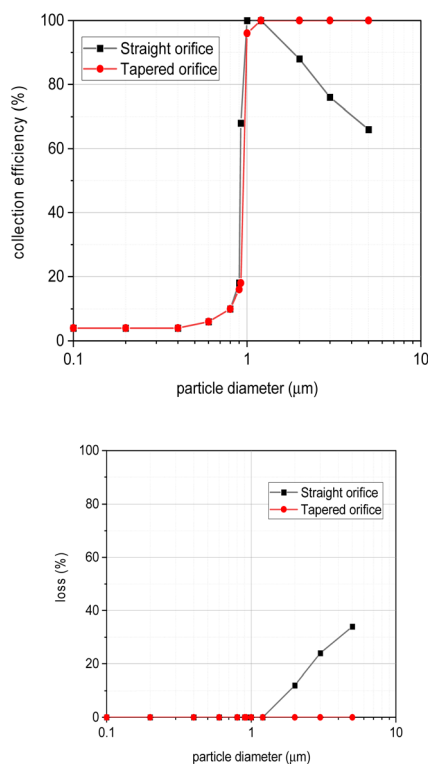 100
80
60
40
20
0
collection efficiency (%)
Straight orifice
Tapered orifice
0.1 1 10
particle diameter (μm)
100
80
60
40
20
0
loss (%)
Straight orifice
Tapered orifice
0.1 1 10
particle diameter (μm)